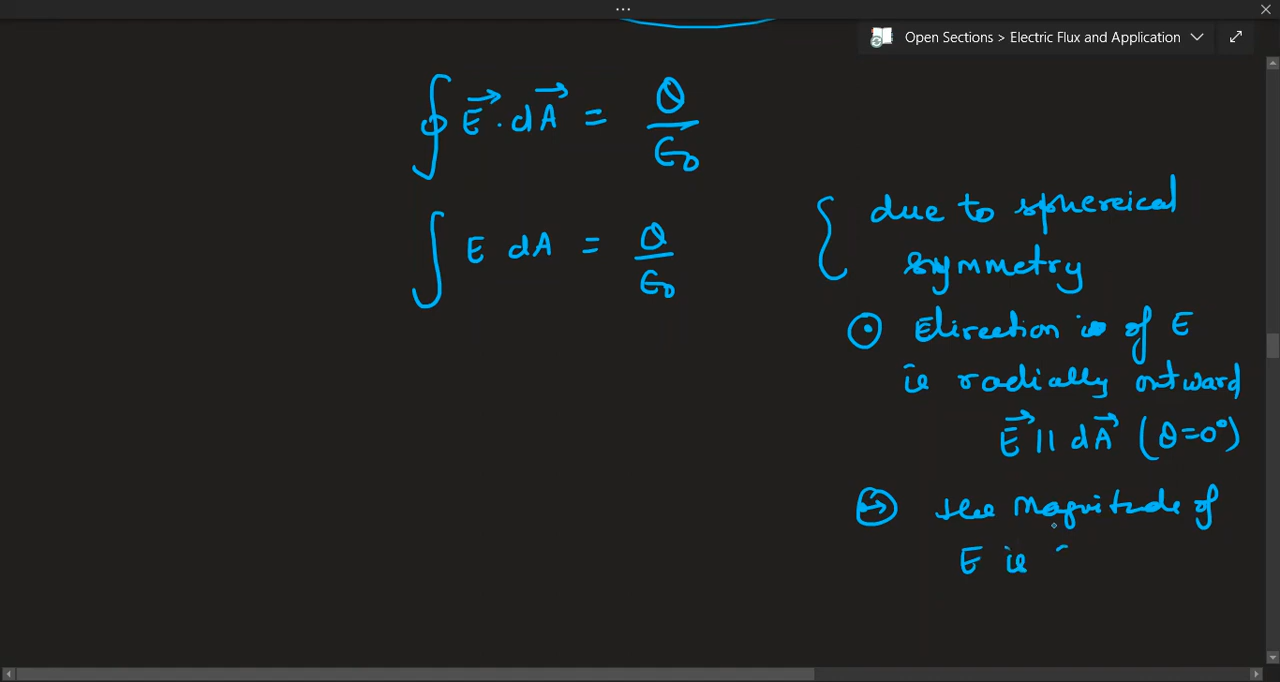 ...
Open Sections > Electric Flux and Application
∮ E⃗ . dA⃗ = Q/ε0
∫ E dA = Q/ε0
{ due to sphereical
symmetry
direction is of E
is radially outward
E⃗ || dA⃗ (θ=0°)
the magnitude of
E is